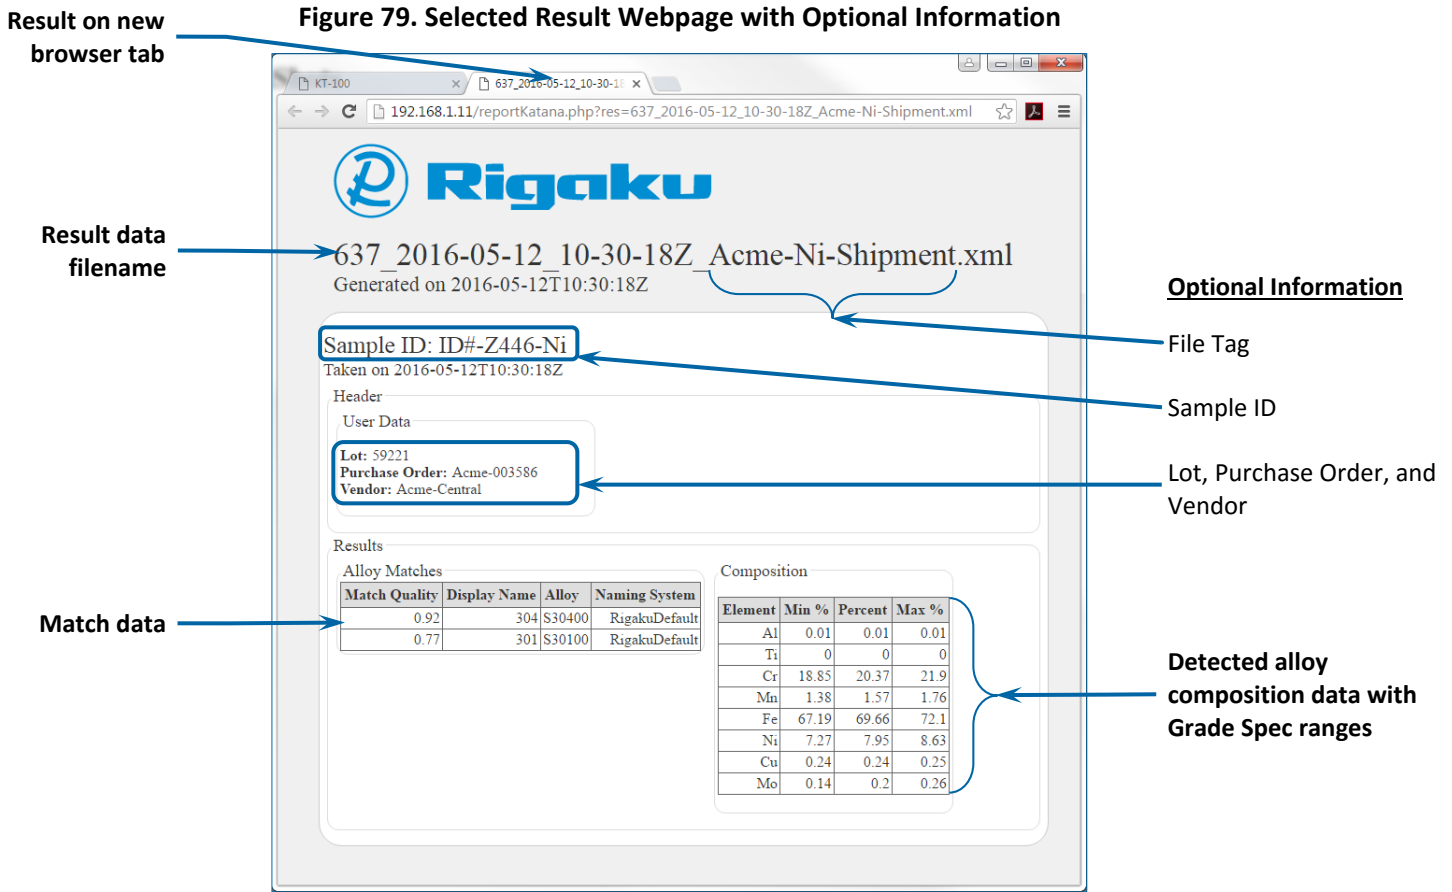 Figure 79. Selected Result Webpage with Optional Information
Result on new
browser tab
KT-100
637_2016-05-12_10-30-18
192.168.1.11/reportKatana.php?res=637_2016-05-12_10-30-18Z_Acme-Ni-Shipment.xml
Rigaku
Result data
filename
637_2016-05-12_10-30-18Z_Acme-Ni-Shipment.xml
Generated on 2016-05-12T10:30:18Z
Optional Information
File Tag
Sample ID: ID#-Z446-Ni
Taken on 2016-05-12T10:30:18Z
Sample ID
Header
User Data
Lot: 59221
Purchase Order: Acme-003586
Vendor: Acme-Central
Lot, Purchase Order, and
Vendor
Results
Alloy Matches
Match Quality Display Name Alloy Naming System
0.92 304 S30400 RigakuDefault
0.77 301 S30100 RigakuDefault
Match data
Composition
Element Min % Percent Max %
Al 0.01 0.01 0.01
Ti 0 0 0
Cr 18.85 20.37 21.9
Mn 1.38 1.57 1.76
Fe 67.19 69.66 72.1
Ni 7.27 7.95 8.63
Cu 0.24 0.24 0.25
Mo 0.14 0.2 0.26
Detected alloy
composition data with
Grade Spec ranges